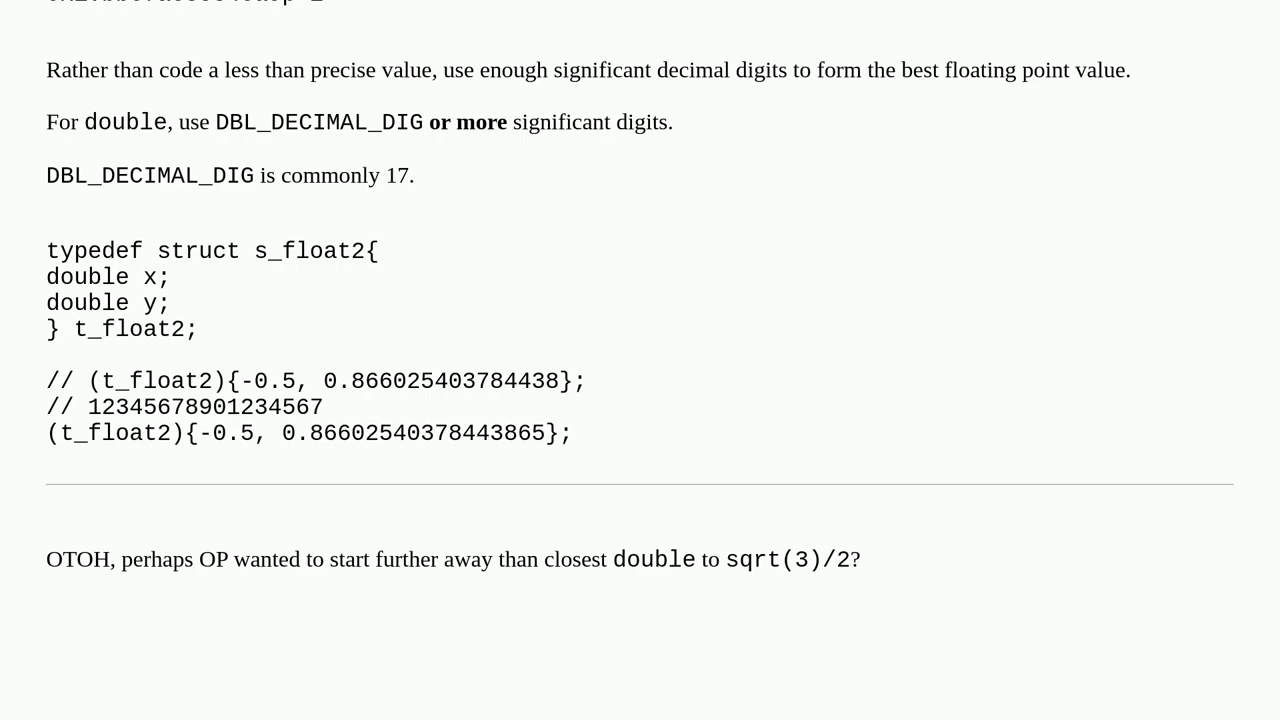 Rather than code a less than precise value, use enough significant decimal digits to form the best floating point value.
For double, use DBL_DECIMAL_DIG or more significant digits.
DBL_DECIMAL_DIG is commonly 17.
typedef struct s_float2{
double x;
double y;
} t_float2;
// (t_float2){-0.5, 0.866025403784438};
// 12345678901234567
(t_float2){-0.5, 0.86602540378443865};
OTOH, perhaps OP wanted to start further away than closest double to sqrt(3)/2?